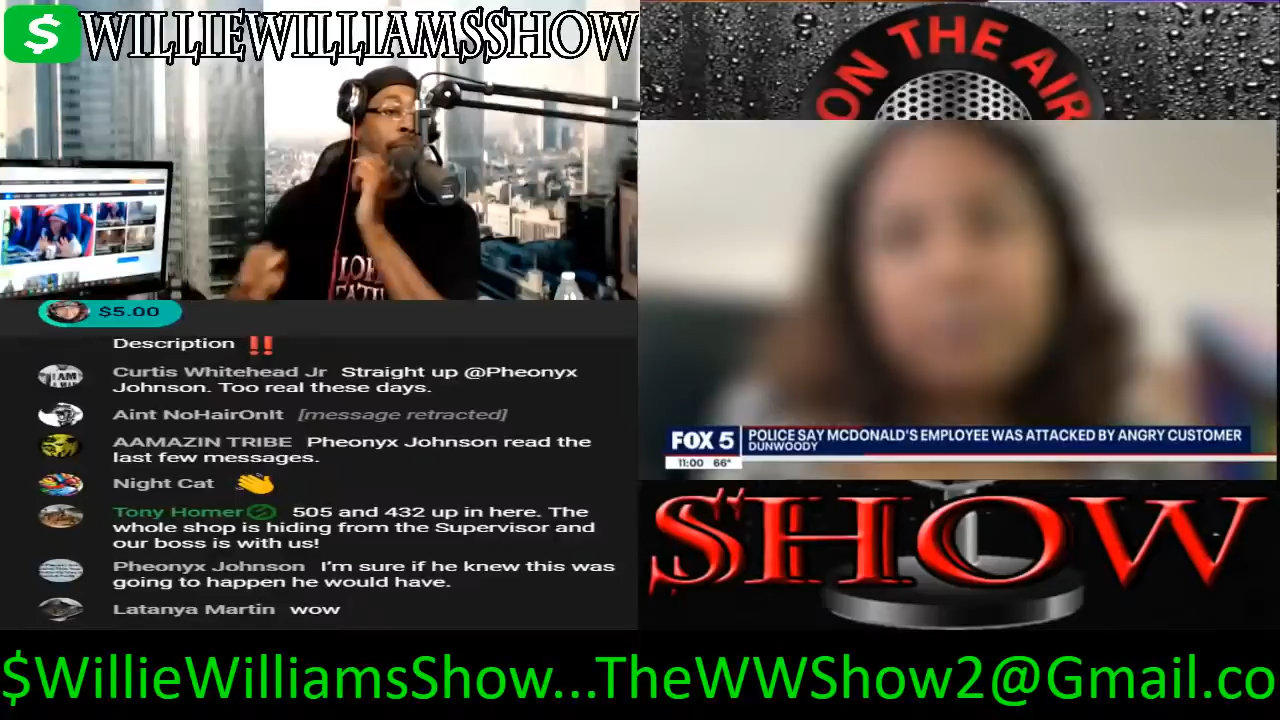 $ WILLIEWILLIAMSSHOW
ON THE AIR
$5.00
Description ‼️
Curtis Whitehead Jr Straight up @Pheonyx
Johnson. Too real these days.
Aint NoHairOnIt [message retracted]
AAMAZIN TRIBE Pheonyx Johnson read the
last few messages.
Night Cat 👏
Tony Homer 505 and 432 up in here. The
whole shop is hiding from the Supervisor and
our boss is with us!
Pheonyx Johnson I'm sure if he knew this was
going to happen he would have.
Latanya Martin wow
FOX 5 POLICE SAY MCDONALD'S EMPLOYEE WAS ATTACKED BY ANGRY CUSTOMER
DUNWOODY
11:00 66°
SHOW
$WillieWilliamsShow...TheWWShow2@Gmail.co